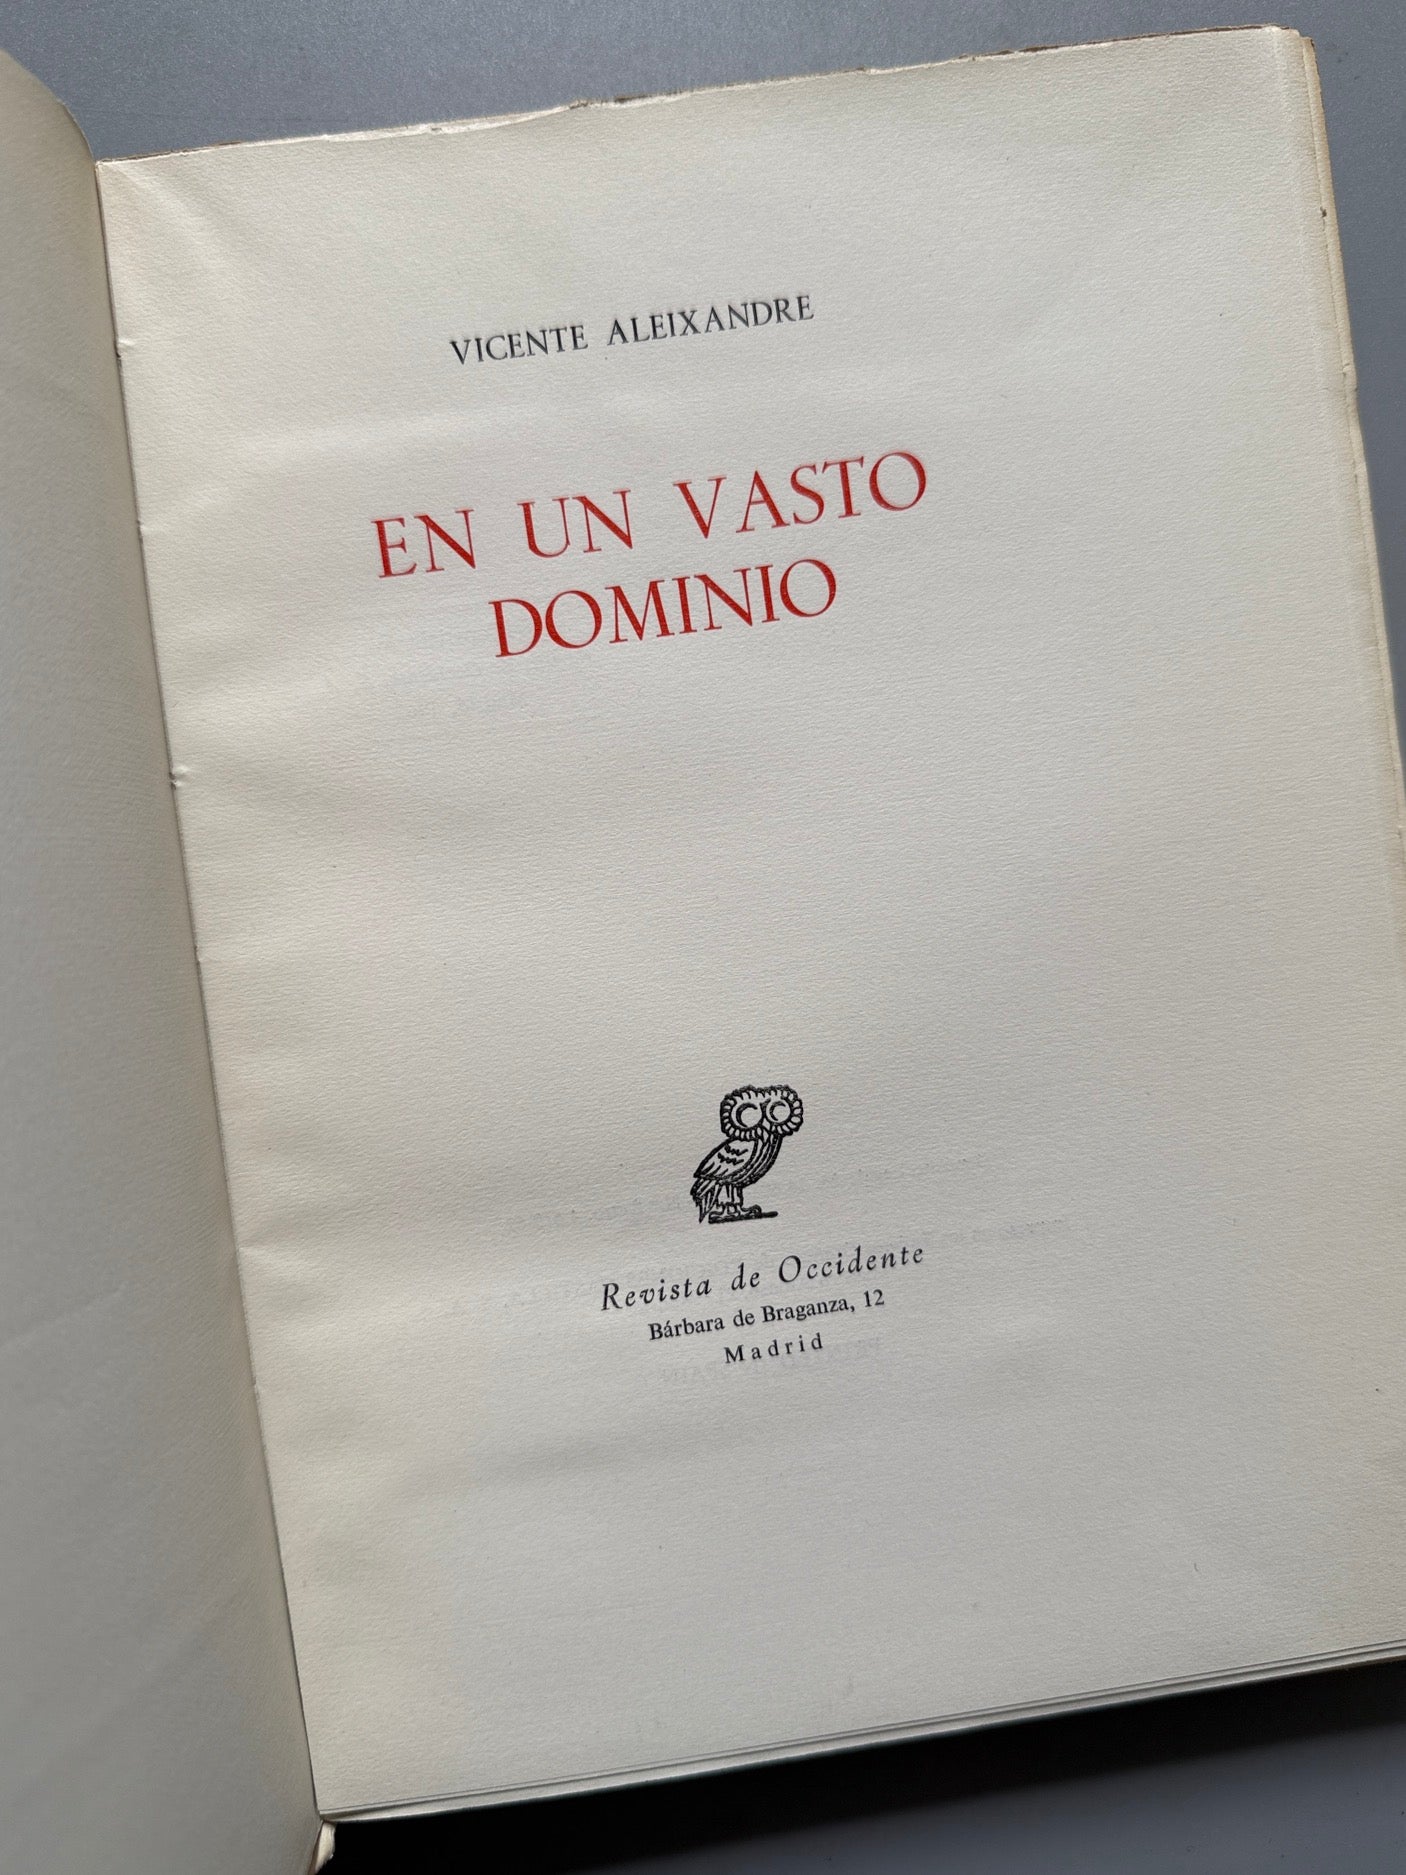 VICENTE ALEIXANDRE
EN UN VASTO
DOMINIO
Revista de Occidente
Bárbara de Braganza, 12
Madrid